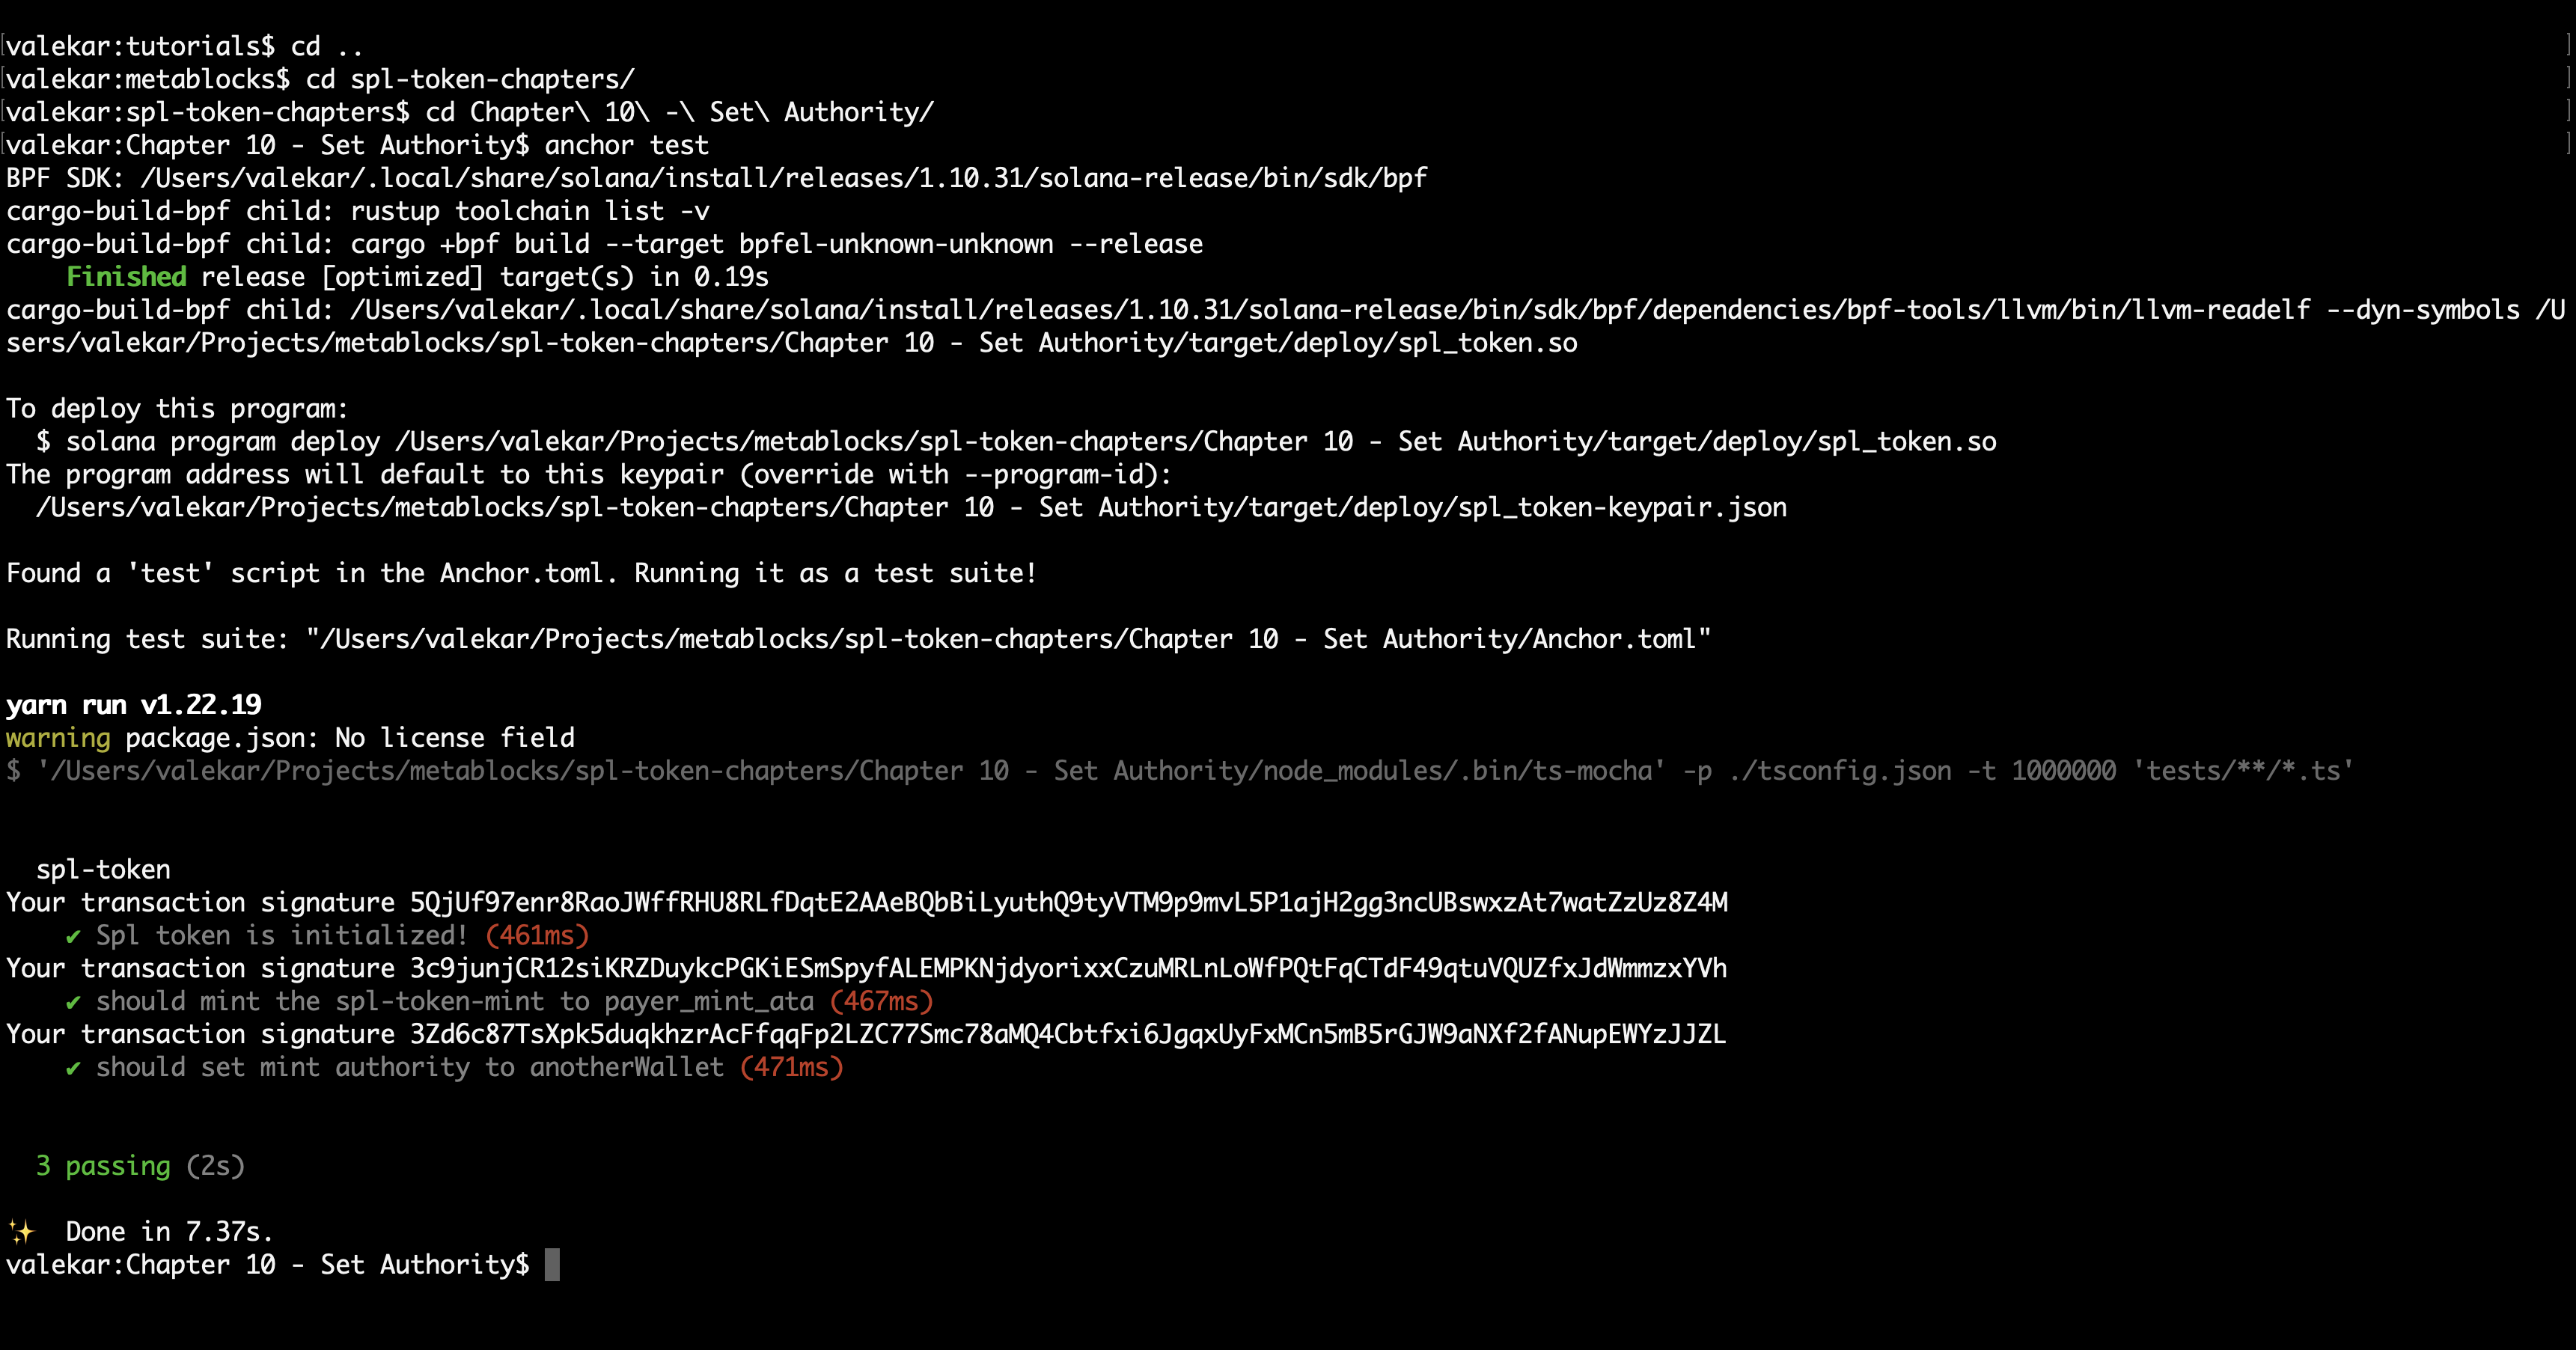 valekar:tutorials$ cd ..
valekar:metablocks$ cd spl-token-chapters/
valekar:spl-token-chapters$ cd Chapter\ 10\ -\ Set\ Authority/
valekar:Chapter 10 - Set Authority$ anchor test
BPF SDK: /Users/valekar/.local/share/solana/install/releases/1.10.31/solana-release/bin/sdk/bpf
cargo-build-bpf child: rustup toolchain list -v
cargo-build-bpf child: cargo +bpf build --target bpfel-unknown-unknown --release
    Finished release [optimized] target(s) in 0.19s
cargo-build-bpf child: /Users/valekar/.local/share/solana/install/releases/1.10.31/solana-release/bin/sdk/bpf/dependencies/bpf-tools/llvm/bin/llvm-readelf --dyn-symbols /U
sers/valekar/Projects/metablocks/spl-token-chapters/Chapter 10 - Set Authority/target/deploy/spl_token.so
To deploy this program:
  $ solana program deploy /Users/valekar/Projects/metablocks/spl-token-chapters/Chapter 10 - Set Authority/target/deploy/spl_token.so
The program address will default to this keypair (override with --program-id):
  /Users/valekar/Projects/metablocks/spl-token-chapters/Chapter 10 - Set Authority/target/deploy/spl_token-keypair.json
Found a 'test' script in the Anchor.toml. Running it as a test suite!
Running test suite: "/Users/valekar/Projects/metablocks/spl-token-chapters/Chapter 10 - Set Authority/Anchor.toml"
yarn run v1.22.19
warning package.json: No license field
$ '/Users/valekar/Projects/metablocks/spl-token-chapters/Chapter 10 - Set Authority/node_modules/.bin/ts-mocha' -p ./tsconfig.json -t 1000000 'tests/**/*.ts'
  spl-token
Your transaction signature 5QjUf97enr8RaoJWffRHU8RLfDqtE2AAeBQbBiLyuthQ9tyVTM9p9mvL5P1ajH2gg3ncUBswxzAt7watZzUz8Z4M
    ✔ Spl token is initialized! (461ms)
Your transaction signature 3c9junjCR12siKRZDuykcPGKiESmSpyfALEMPKNjdyorixxCzuMRLnLoWfPQtFqCTdF49qtuVQUZfxJdWmmzxYVh
    ✔ should mint the spl-token-mint to payer_mint_ata (467ms)
Your transaction signature 3Zd6c87TsXpk5duqkhzrAcFfqqFp2LZC77Smc78aMQ4Cbtfxi6JgqxUyFxMCn5mB5rGJW9aNXf2fANupEWYzJJZL
    ✔ should set mint authority to anotherWallet (471ms)
  3 passing (2s)
✨  Done in 7.37s.
valekar:Chapter 10 - Set Authority$